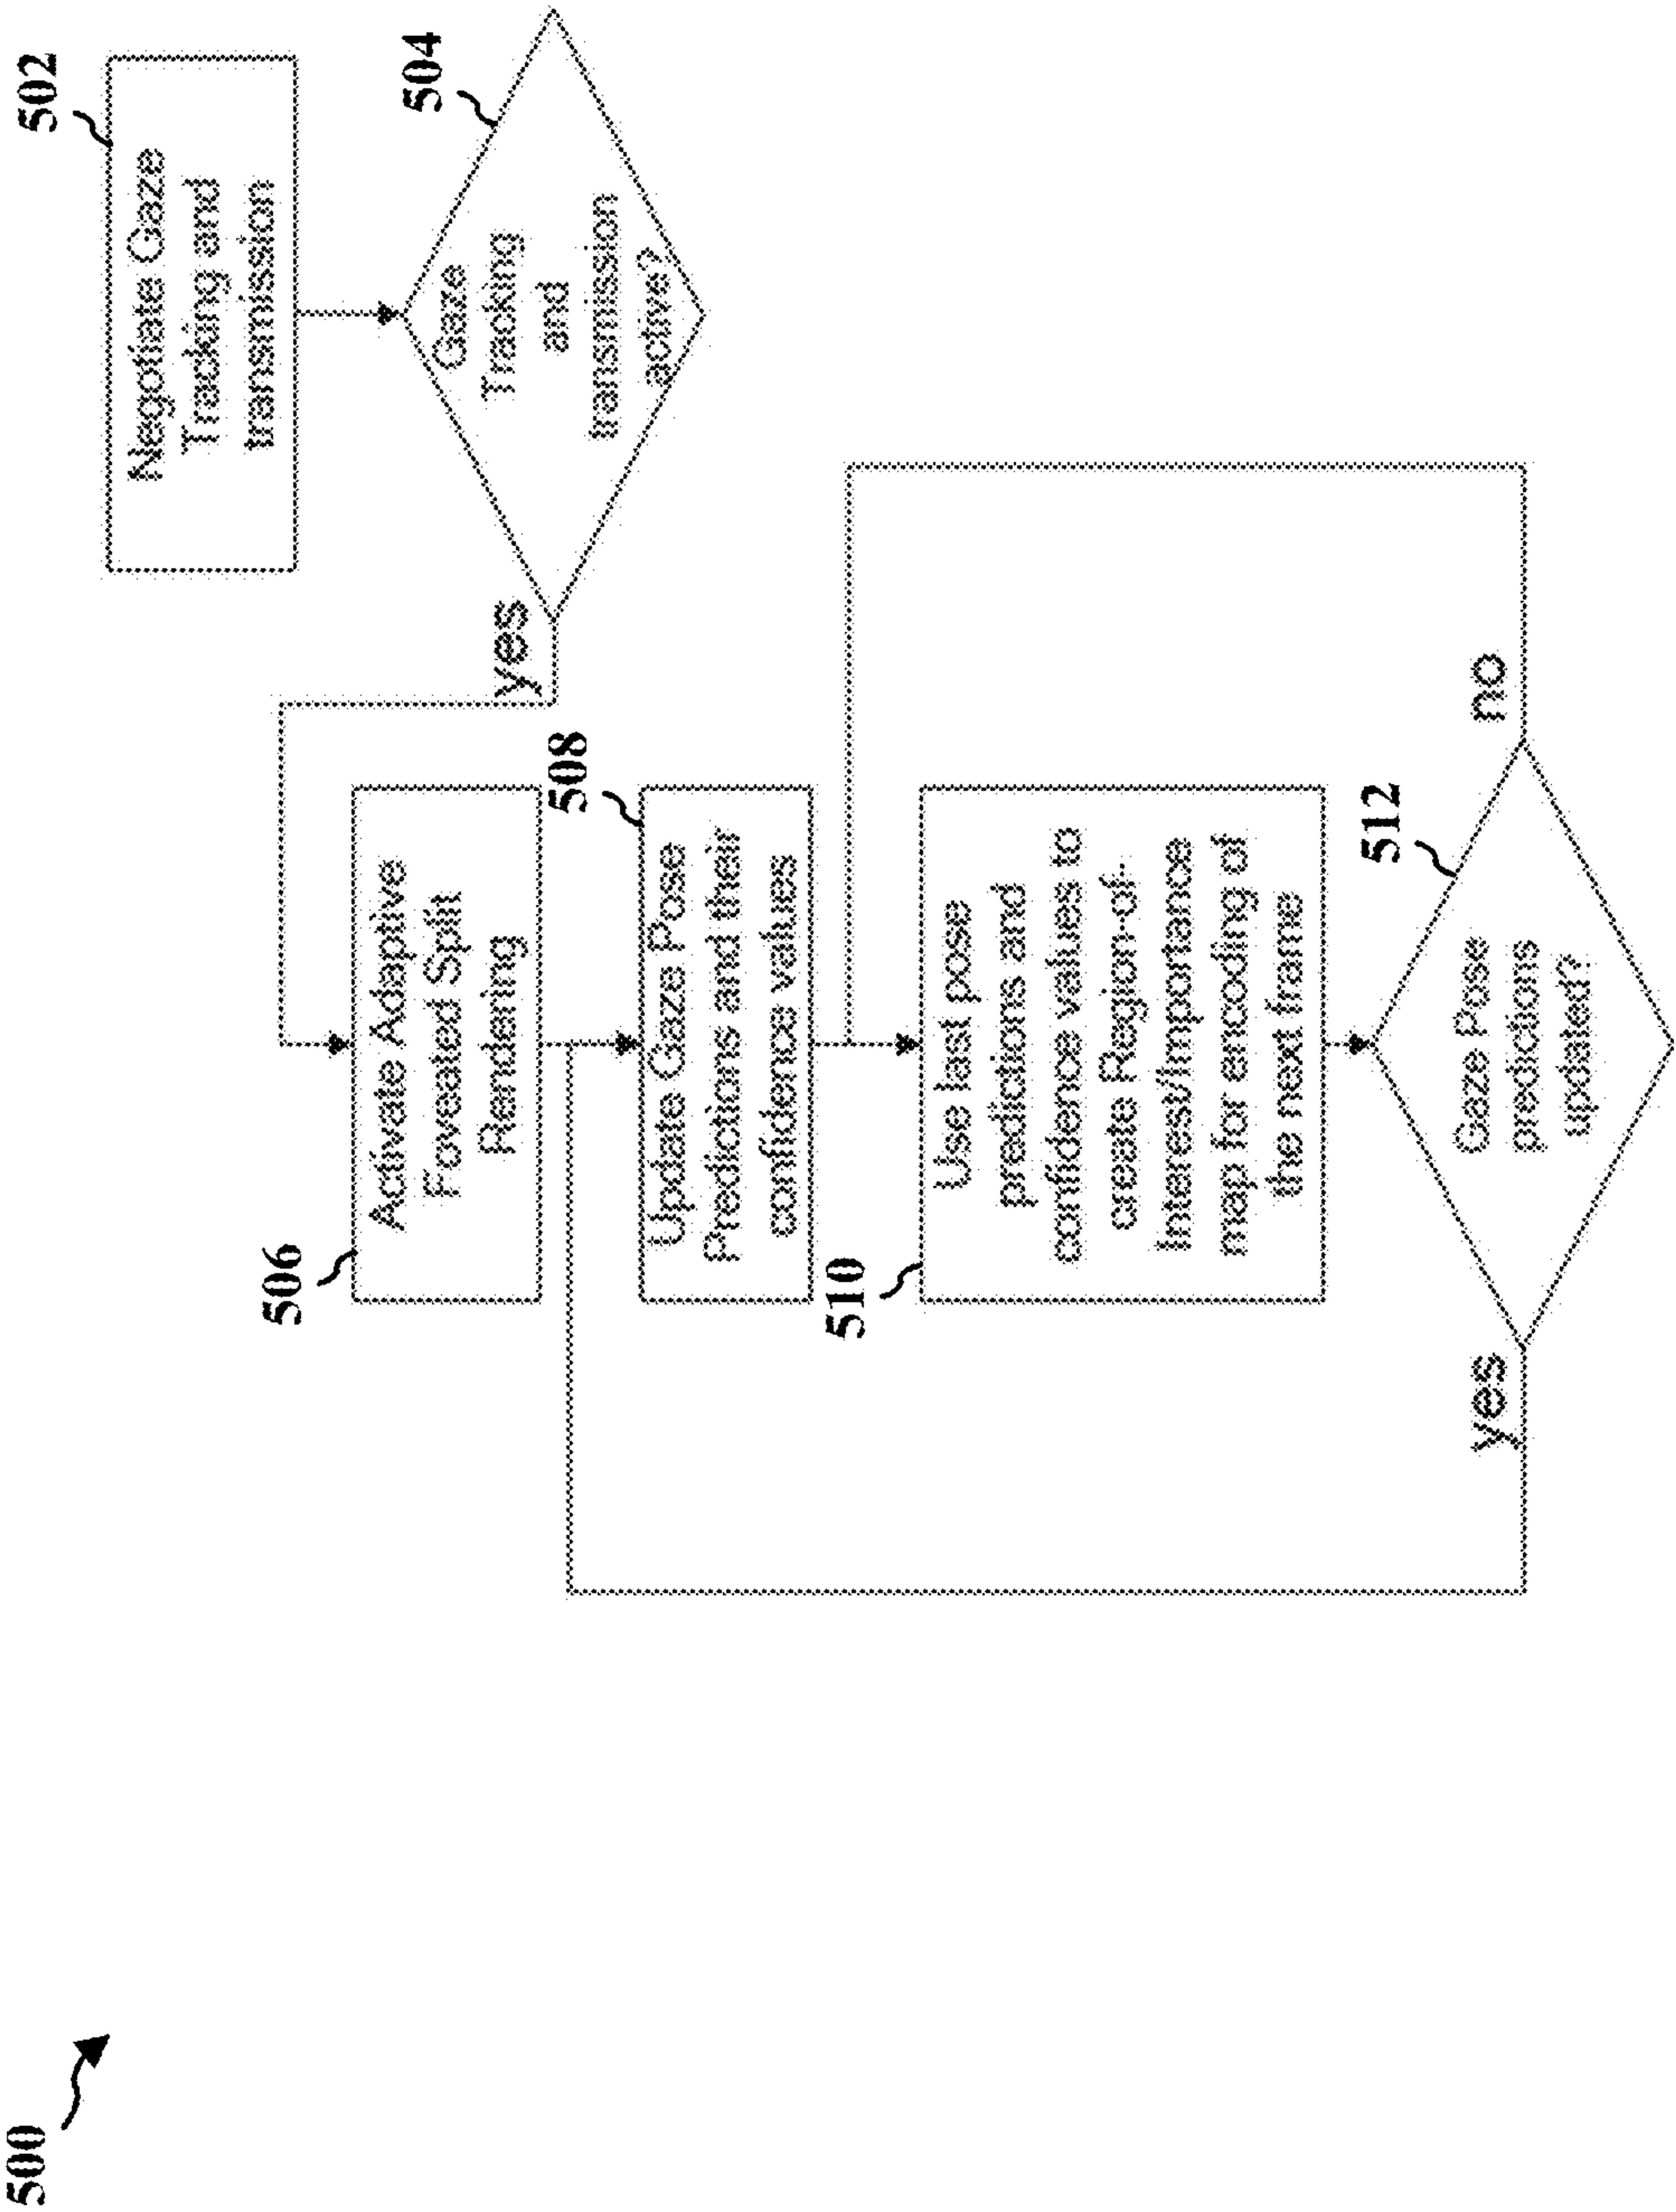 500
502
Negotiate Gaze
Tracking and
transmission
504
Gaze
Tracking
and
transmission
active?
yes
506
Activate Adaptive
Foveated Split
Rendering
508
Update Gaze Pose
Predictions and their
confidence values
510
Use last pose
predictions and
confidence values to
create Region-of-
Interest/Importance
map for encoding of
the next frame
512
Gaze Pose
predictions
updated?
yes
no